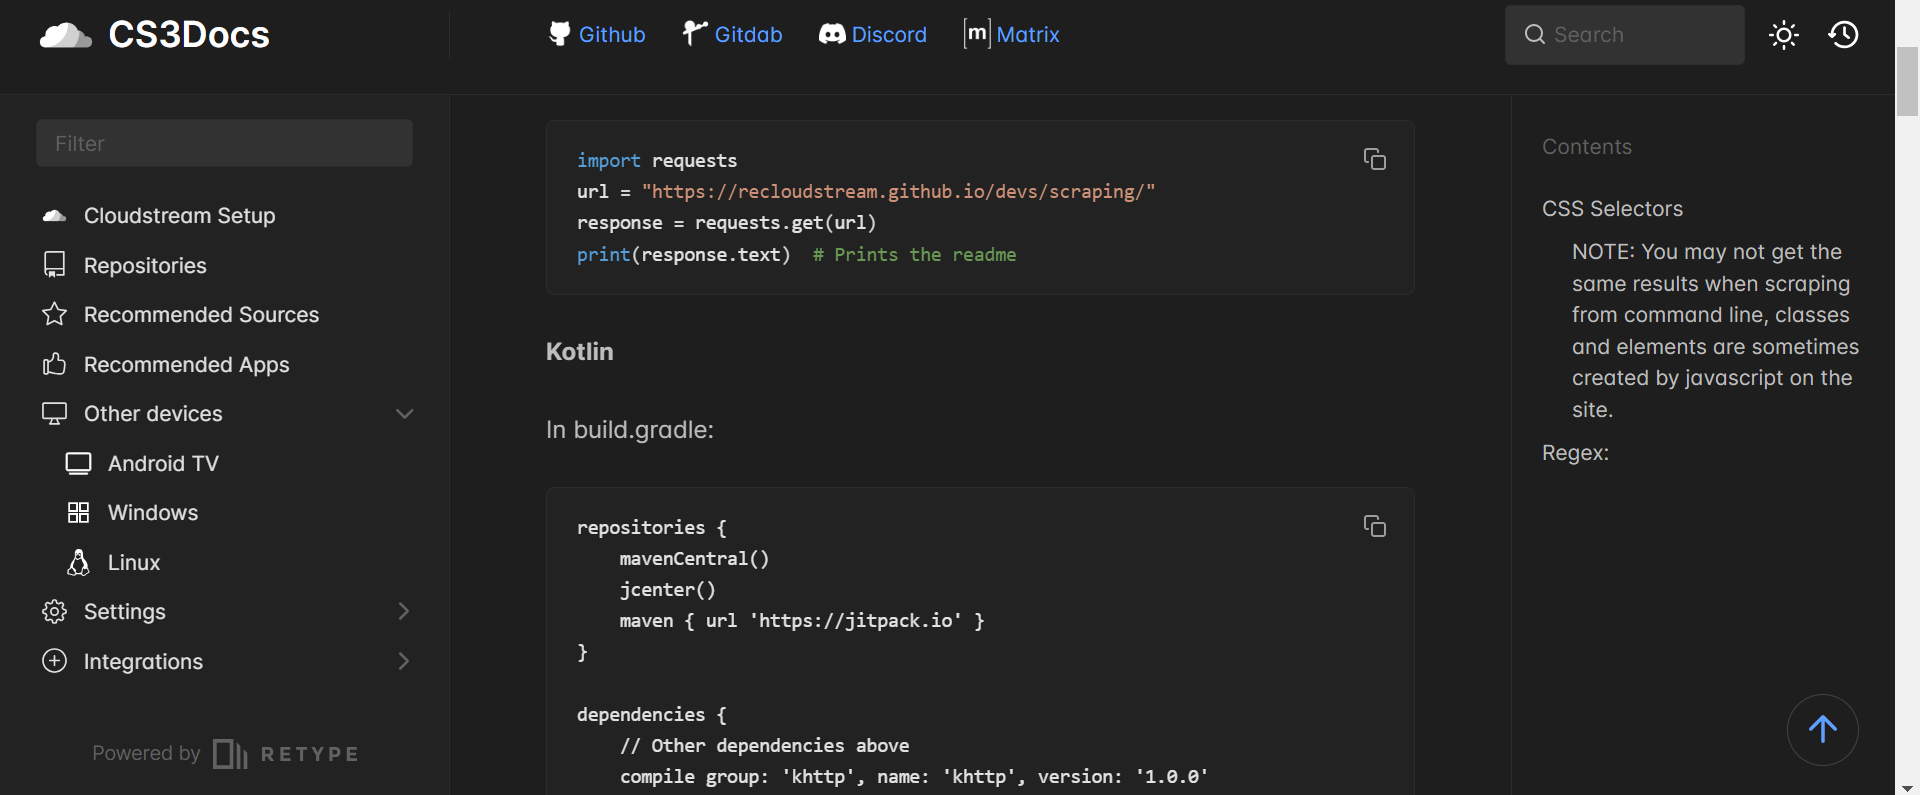 CS3Docs
Github
Gitdab
Discord
[m] Matrix
Search
Filter
Cloudstream Setup
Repositories
Recommended Sources
Recommended Apps
Other devices
Android TV
Windows
Linux
Settings
Integrations
Powered by RETYPE
import requests
url = "https://recloudstream.github.io/devs/scraping/"
response = requests.get(url)
print(response.text)  # Prints the readme
Kotlin
In build.gradle:
repositories {
    mavenCentral()
    jcenter()
    maven { url 'https://jitpack.io' }
}
dependencies {
    // Other dependencies above
    compile group: 'khttp', name: 'khttp', version: '1.0.0'
Contents
CSS Selectors
NOTE: You may not get the
same results when scraping
from command line, classes
and elements are sometimes
created by javascript on the
site.
Regex: